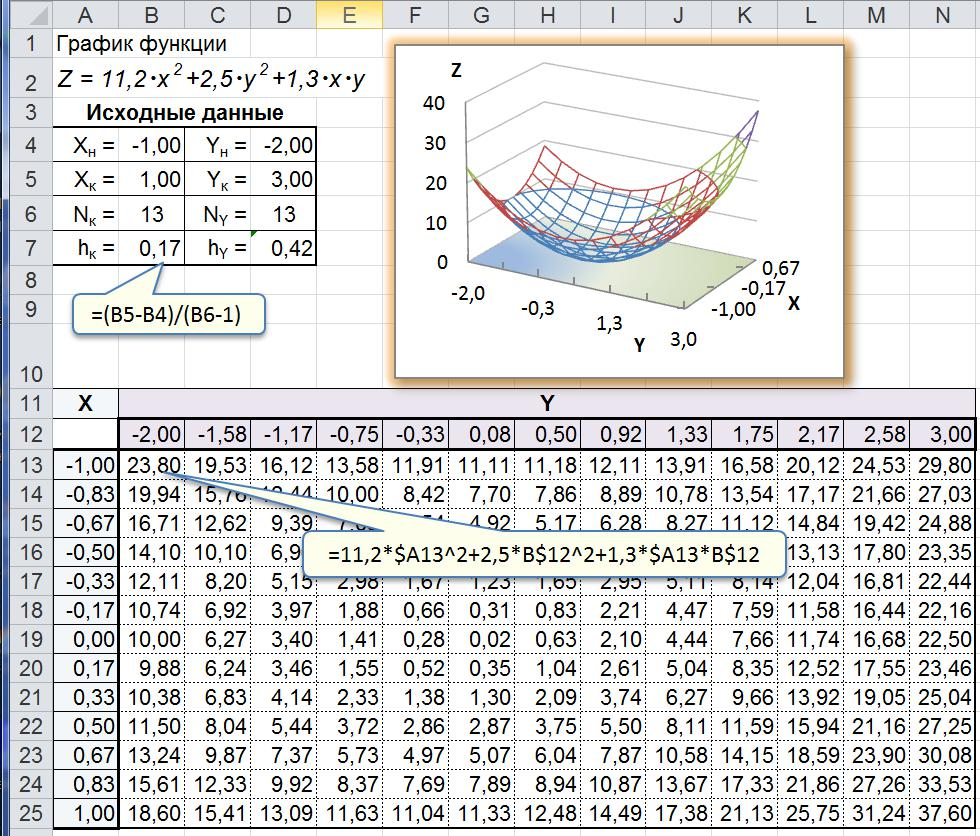 A B C D E F G H I J K L M N
1 График функции
2 Z = 11,2·x² +2,5·y² +1,3·x·y
3 Исходные данные
4 Xн = -1,00 Yн = -2,00
5 Xк = 1,00 Yк = 3,00
6 Nк = 13 NY = 13
7 hк = 0,17 hY = 0,42
8
9
=(B5-B4)/(B6-1)
10
Z
40
30
20
10
0
-2,0 -0,3 1,3 3,0
Y
-1,00 -0,17 0,67
X
11 X Y
12 -2,00 -1,58 -1,17 -0,75 -0,33 0,08 0,50 0,92 1,33 1,75 2,17 2,58 3,00
13 -1,00 23,80 19,53 16,12 13,58 11,91 11,11 11,18 12,11 13,91 16,58 20,12 24,53 29,80
14 -0,83 19,94 15,76 10,00 8,42 7,70 7,86 8,89 10,78 13,54 17,17 21,66 27,03
15 -0,67 16,71 12,62 9,39 4,92 5,17 6,28 8,27 11,12 14,84 19,42 24,88
16 -0,50 14,10 10,10 6,9 13,13 17,80 23,35
=11,2*$A13^2+2,5*B$12^2+1,3*$A13*B$12
17 -0,33 12,11 8,20 5,15 2,98 1,67 1,23 1,65 2,95 5,11 8,14 12,04 16,81 22,44
18 -0,17 10,74 6,92 3,97 1,88 0,66 0,31 0,83 2,21 4,47 7,59 11,58 16,44 22,16
19 0,00 10,00 6,27 3,40 1,41 0,28 0,02 0,63 2,10 4,44 7,66 11,74 16,68 22,50
20 0,17 9,88 6,24 3,46 1,55 0,52 0,35 1,04 2,61 5,04 8,35 12,52 17,55 23,46
21 0,33 10,38 6,83 4,14 2,33 1,38 1,30 2,09 3,74 6,27 9,66 13,92 19,05 25,04
22 0,50 11,50 8,04 5,44 3,72 2,86 2,87 3,75 5,50 8,11 11,59 15,94 21,16 27,25
23 0,67 13,24 9,87 7,37 5,73 4,97 5,07 6,04 7,87 10,58 14,15 18,59 23,90 30,08
24 0,83 15,61 12,33 9,92 8,37 7,69 7,89 8,94 10,87 13,67 17,33 21,86 27,26 33,53
25 1,00 18,60 15,41 13,09 11,63 11,04 11,33 12,48 14,49 17,38 21,13 25,75 31,24 37,60